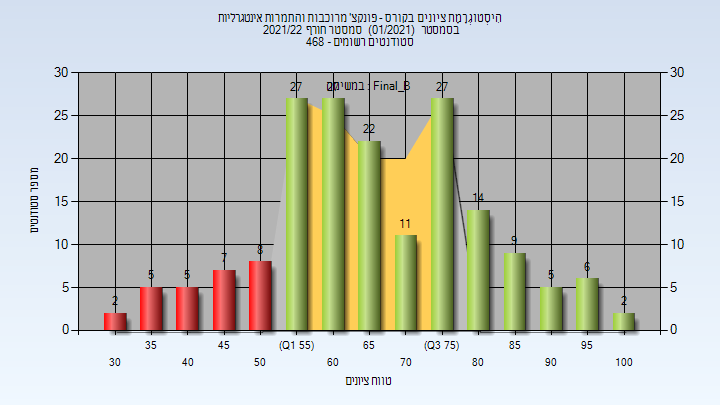 היסטוגרמת ציונים בקורס - פונקצ' מרוכבות והתמרות אינטגרליות
בסמסטר (01/2021) סמסטר חורף 2021/22
סטודנטים רשומים - 468
במשימה : Final_B
30 30
25 25
20 20
15 15
10 10
5 5
0 0
מספר סטודנטים
2 5 5 7 8 27 27 22 11 27 14 9 5 6 2
35 45 (Q1 55) 65 (Q3 75) 85 95
30 40 50 60 70 80 90 100
טווח ציונים